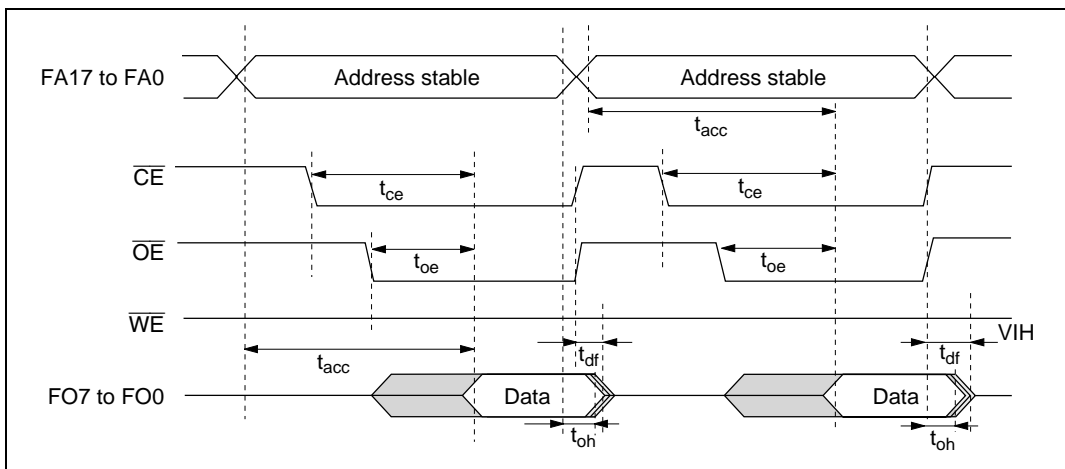 FA17 to FA0
Address stable
Address stable
tacc
CE
tce
tce
OE
toe
toe
WE
VIH
tacc
tdf
tdf
FO7 to FO0
Data
Data
toh
toh